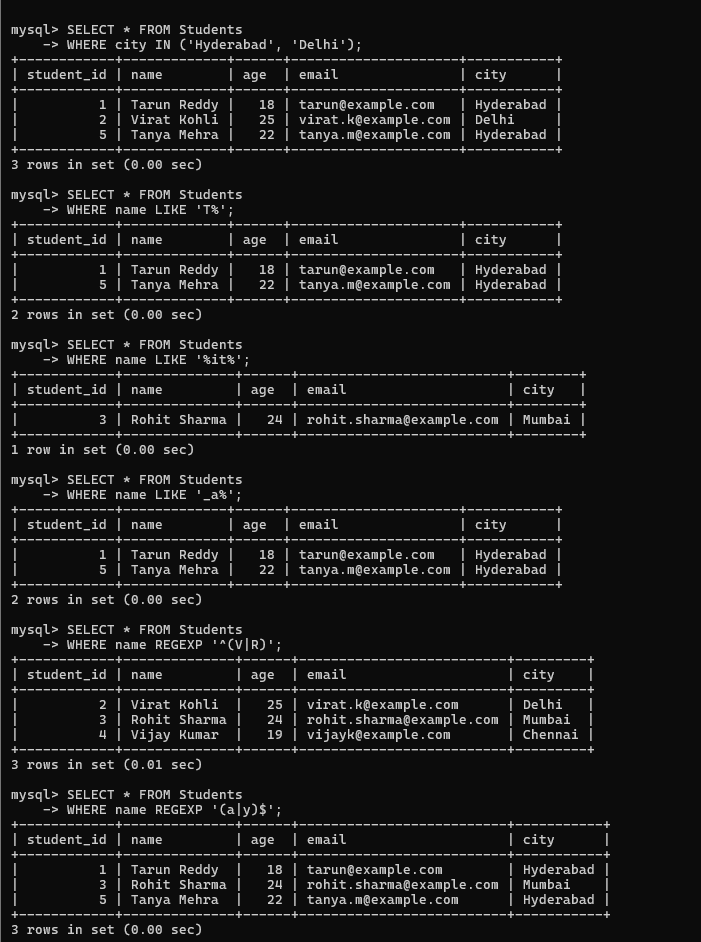 mysql> SELECT * FROM Students
    -> WHERE city IN ('Hyderabad', 'Delhi');
+------------+-------------+------+---------------------+-----------+
| student_id | name        | age  | email               | city      |
+------------+-------------+------+---------------------+-----------+
|          1 | Tarun Reddy |   18 | tarun@example.com   | Hyderabad |
|          2 | Virat Kohli |   25 | virat.k@example.com | Delhi     |
|          5 | Tanya Mehra |   22 | tanya.m@example.com | Hyderabad |
+------------+-------------+------+---------------------+-----------+
3 rows in set (0.00 sec)

mysql> SELECT * FROM Students
    -> WHERE name LIKE 'T%';
+------------+-------------+------+---------------------+-----------+
| student_id | name        | age  | email               | city      |
+------------+-------------+------+---------------------+-----------+
|          1 | Tarun Reddy |   18 | tarun@example.com   | Hyderabad |
|          5 | Tanya Mehra |   22 | tanya.m@example.com | Hyderabad |
+------------+-------------+------+---------------------+-----------+
2 rows in set (0.00 sec)

mysql> SELECT * FROM Students
    -> WHERE name LIKE '%it%';
+------------+--------------+------+--------------------------+--------+
| student_id | name         | age  | email                    | city   |
+------------+--------------+------+--------------------------+--------+
|          3 | Rohit Sharma |   24 | rohit.sharma@example.com | Mumbai |
+------------+--------------+------+--------------------------+--------+
1 row in set (0.00 sec)

mysql> SELECT * FROM Students
    -> WHERE name LIKE '_a%';
+------------+-------------+------+---------------------+-----------+
| student_id | name        | age  | email               | city      |
+------------+-------------+------+---------------------+-----------+
|          1 | Tarun Reddy |   18 | tarun@example.com   | Hyderabad |
|          5 | Tanya Mehra |   22 | tanya.m@example.com | Hyderabad |
+------------+-------------+------+---------------------+-----------+
2 rows in set (0.00 sec)

mysql> SELECT * FROM Students
    -> WHERE name REGEXP '^(V|R)';
+------------+--------------+------+--------------------------+---------+
| student_id | name         | age  | email                    | city    |
+------------+--------------+------+--------------------------+---------+
|          2 | Virat Kohli  |   25 | virat.k@example.com      | Delhi   |
|          3 | Rohit Sharma |   24 | rohit.sharma@example.com | Mumbai  |
|          4 | Vijay Kumar  |   19 | vijayk@example.com       | Chennai |
+------------+--------------+------+--------------------------+---------+
3 rows in set (0.01 sec)

mysql> SELECT * FROM Students
    -> WHERE name REGEXP '(a|y)$';
+------------+--------------+------+--------------------------+-----------+
| student_id | name         | age  | email                    | city      |
+------------+--------------+------+--------------------------+-----------+
|          1 | Tarun Reddy  |   18 | tarun@example.com        | Hyderabad |
|          3 | Rohit Sharma |   24 | rohit.sharma@example.com | Mumbai    |
|          5 | Tanya Mehra  |   22 | tanya.m@example.com      | Hyderabad |
+------------+--------------+------+--------------------------+-----------+
3 rows in set (0.00 sec)